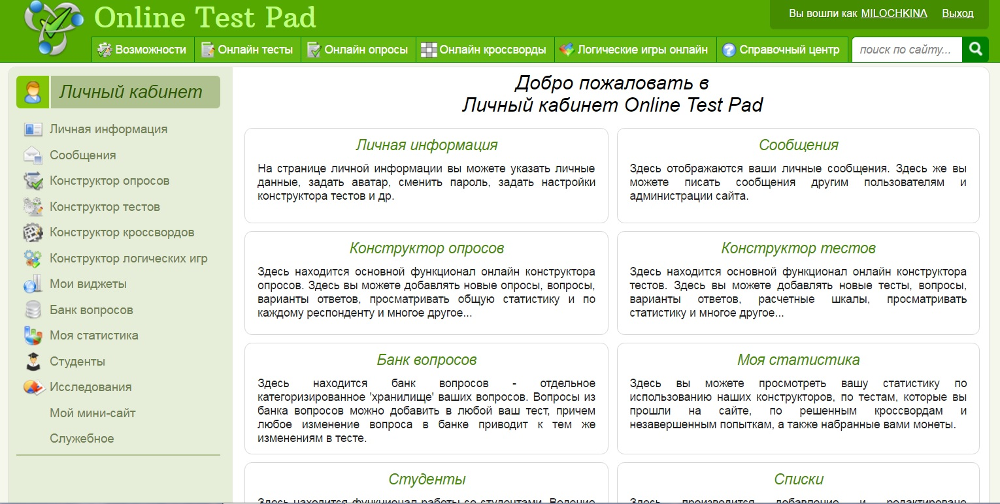 Online Test Pad
Вы вошли как MILOCHKINA Выход
Возможности Онлайн тесты Онлайн опросы Онлайн кроссворды Логические игры онлайн Справочный центр поиск по сайту...
Личный кабинет
Личная информация
Сообщения
Конструктор опросов
Конструктор тестов
Конструктор кроссвордов
Конструктор логических игр
Мои виджеты
Банк вопросов
Моя статистика
Студенты
Исследования
Мой мини-сайт
Служебное
Добро пожаловать в
Личный кабинет Online Test Pad
Личная информация
На странице личной информации вы можете указать личные
данные, задать аватар, сменить пароль, задать настройки
конструктора тестов и др.
Сообщения
Здесь отображаются ваши личные сообщения. Здесь же вы
можете писать сообщения другим пользователям и
администрации сайта.
Конструктор опросов
Здесь находится основной функционал онлайн конструктора
опросов. Здесь вы можете добавлять новые опросы, вопросы,
варианты ответов, просматривать общую статистику и по
каждому респонденту и многое другое...
Конструктор тестов
Здесь находится основной функционал онлайн конструктора
тестов. Здесь вы можете добавлять новые тесты, вопросы,
варианты ответов, расчетные шкалы, просматривать
статистику и многое другое...
Банк вопросов
Здесь находится банк вопросов - отдельное
категоризированное 'хранилище' ваших вопросов. Вопросы из
банка вопросов можно добавить в любой ваш тест, причем
любое изменение вопроса в банке приводит к тем же
изменениям в тесте.
Моя статистика
Здесь вы можете просмотреть вашу статистику по
использованию наших конструкторов, по тестам, которые вы
прошли на сайте, по решенным кроссвордам и
незавершенным попыткам, а также набранные вами монеты.
Студенты
Здесь находится функционал работы со студентами. Ведение
Списки
Здесь производится добавление и редактирование